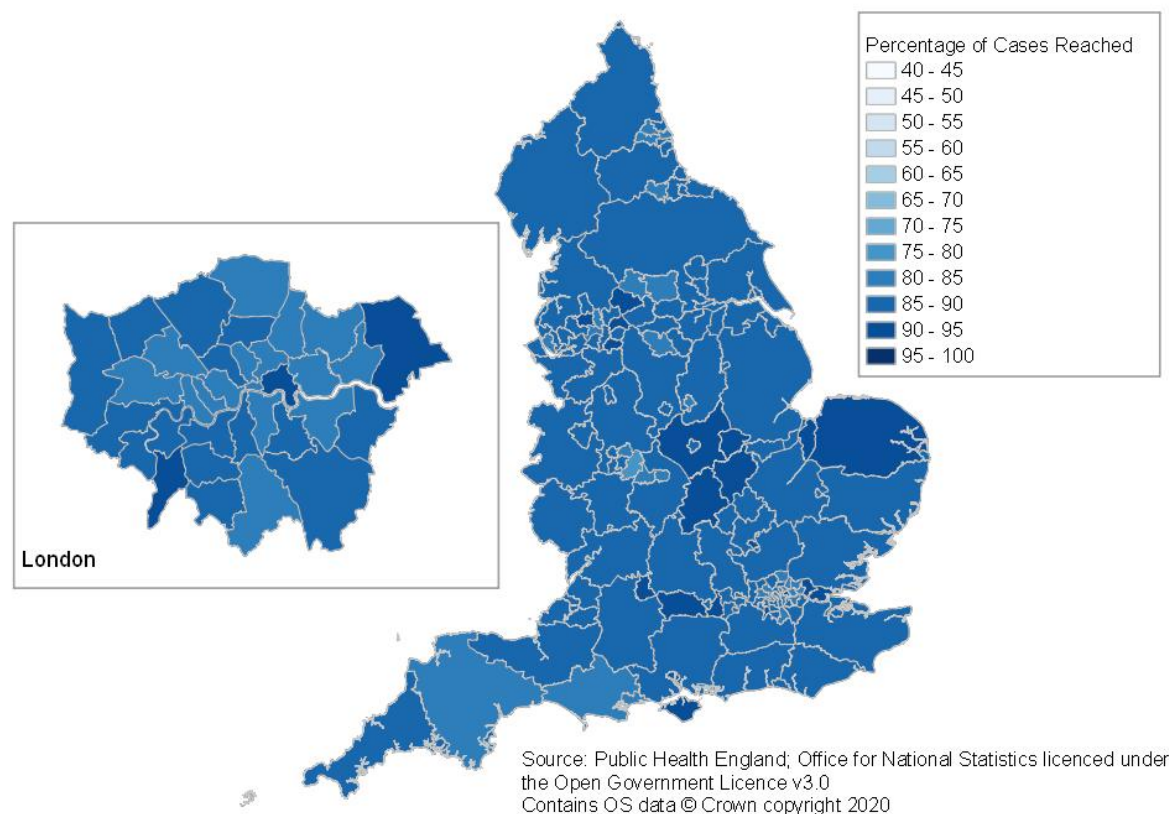 Percentage of Cases Reached
40 - 45
45 - 50
50 - 55
55 - 60
60 - 65
65 - 70
70 - 75
75 - 80
80 - 85
85 - 90
90 - 95
95 - 100
London
Source: Public Health England; Office for National Statistics licenced under
the Open Government Licence v3.0
Contains OS data © Crown copyright 2020